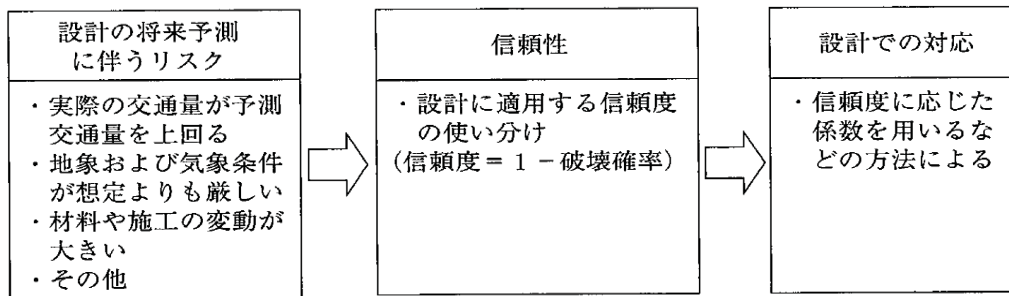 設計の将来予測
に伴うリスク
・実際の交通量が予測
交通量を上回る
・地象および気象条件
が想定よりも厳しい
・材料や施工の変動が
大きい
・その他
信頼性
・設計に適用する信頼度
の使い分け
(信頼度＝1－破壊確率)
設計での対応
・信頼度に応じた
係数を用いるな
どの方法による